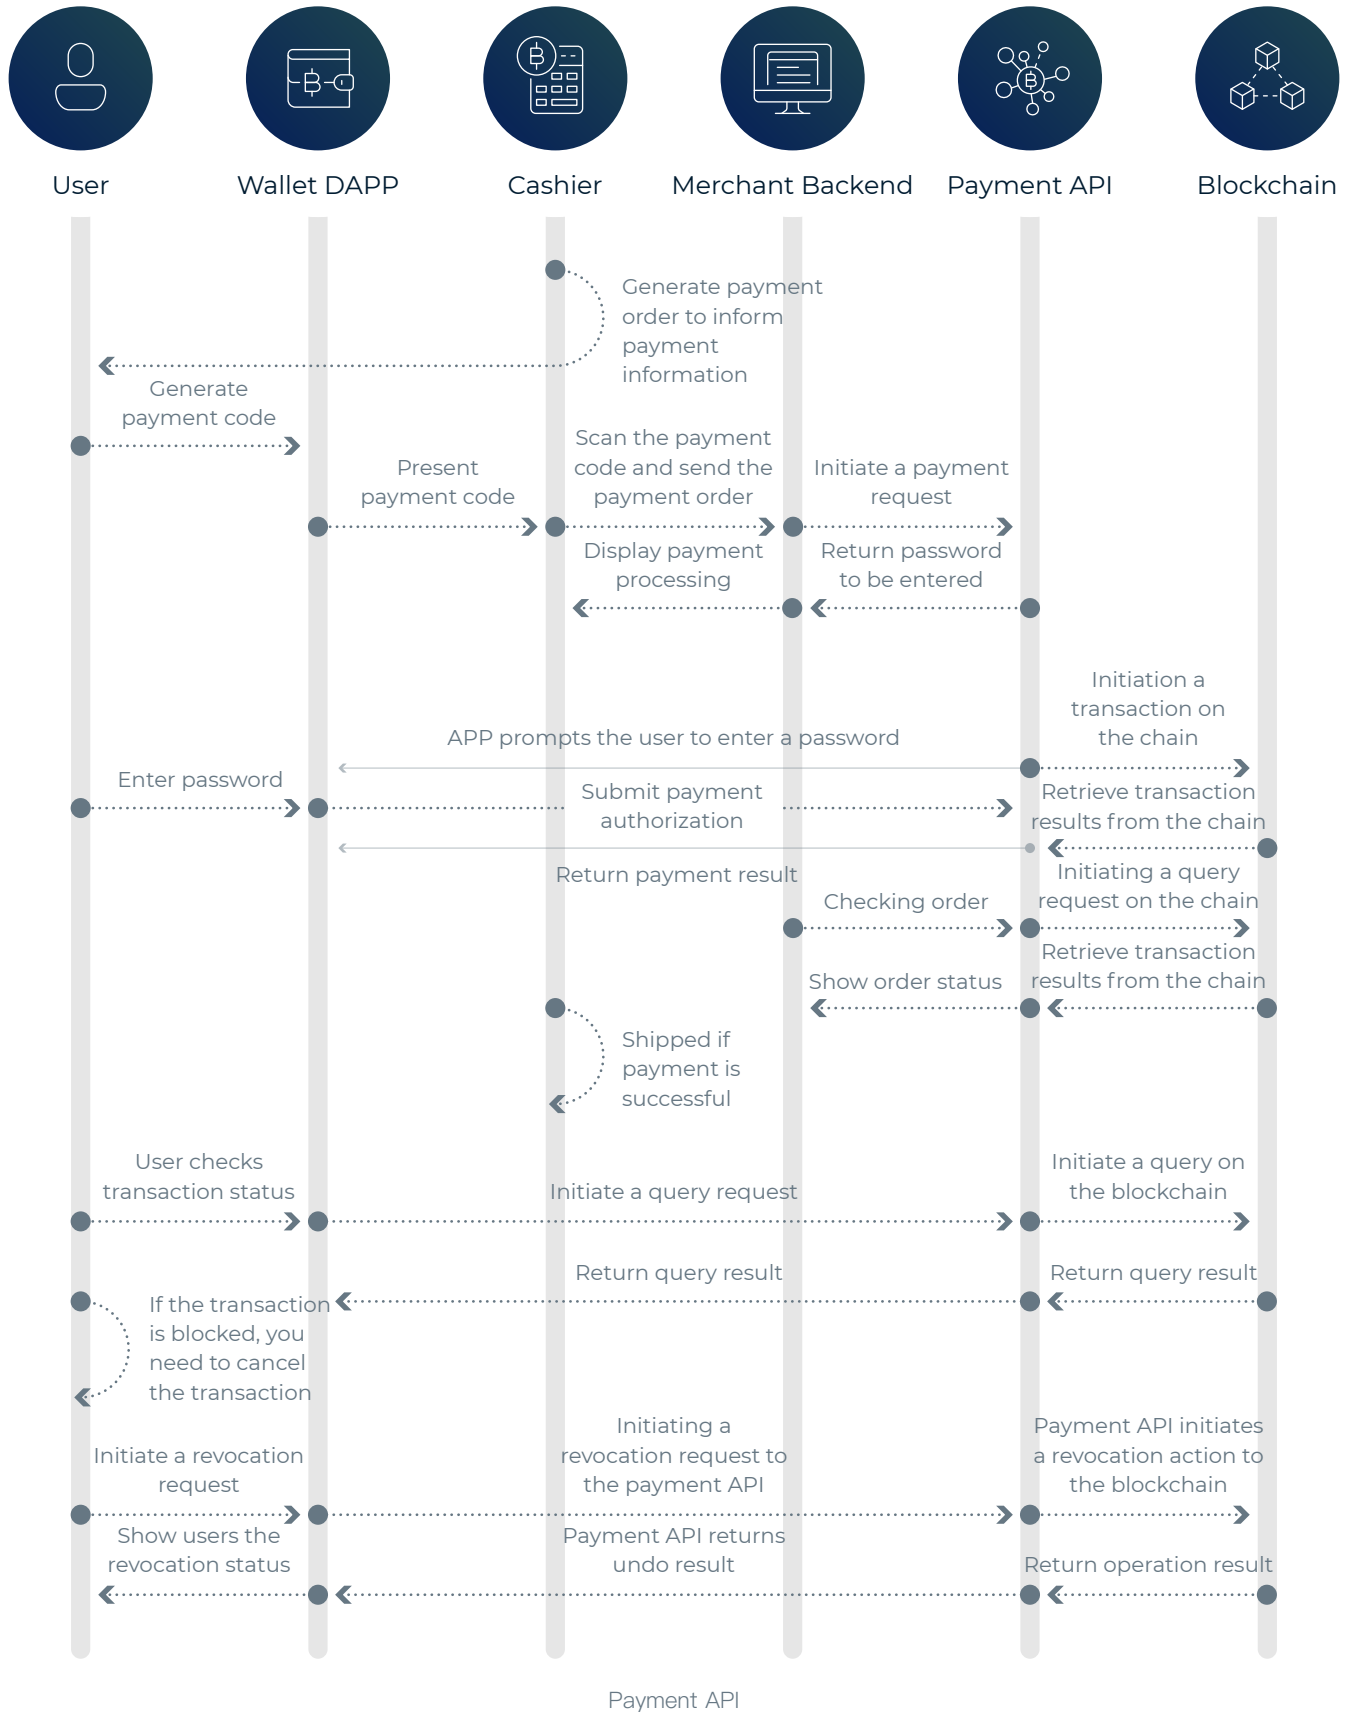 User
Wallet DAPP
Cashier
Merchant Backend
Payment API
Blockchain
Generate payment
order to inform
payment
information
Generate
payment code
Present
payment code
Scan the payment
code and send the
payment order
Initiate a payment
request
Display payment
processing
Return password
to be entered
Initiation a
transaction on
the chain
APP prompts the user to enter a password
Enter password
Submit payment
authorization
Retrieve transaction
results from the chain
Return payment result
Initiating a query
request on the chain
Checking order
Retrieve transaction
results from the chain
Show order status
Shipped if
payment is
successful
User checks
transaction status
Initiate a query request
Initiate a query on
the blockchain
Return query result
Return query result
If the transaction
is blocked, you
need to cancel
the transaction
Initiate a revocation
request
Initiating a
revocation request to
the payment API
Payment API initiates
a revocation action to
the blockchain
Show users the
revocation status
Payment API returns
undo result
Return operation result
Payment API